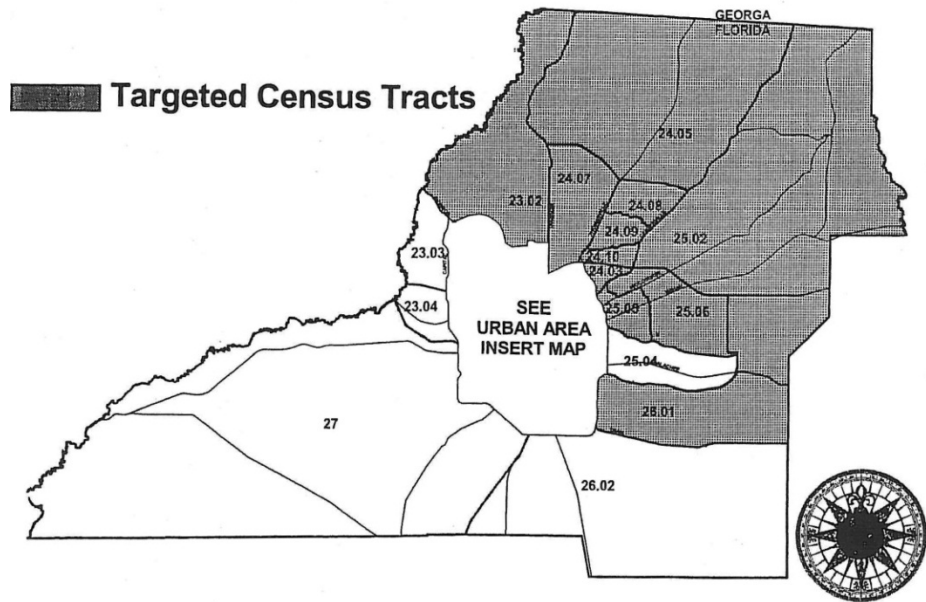 GEORGA
FLORIDA
Targeted Census Tracts
24.05
24.07
23.02
24.08
24.09
25.02
24.10
24.03
23.03
23.04
25.06
SEE
URBAN AREA
INSERT MAP
25.04
26.01
27
26.02